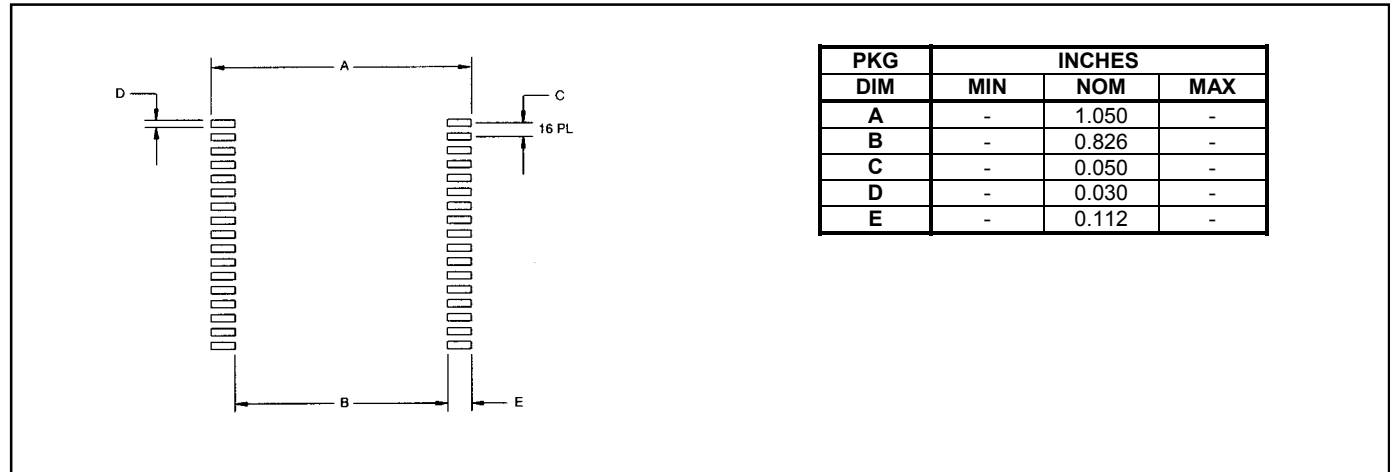 A
D
C
16 PL
B
E
PKG INCHES
DIM MIN NOM MAX
A - 1.050 -
B - 0.826 -
C - 0.050 -
D - 0.030 -
E - 0.112 -